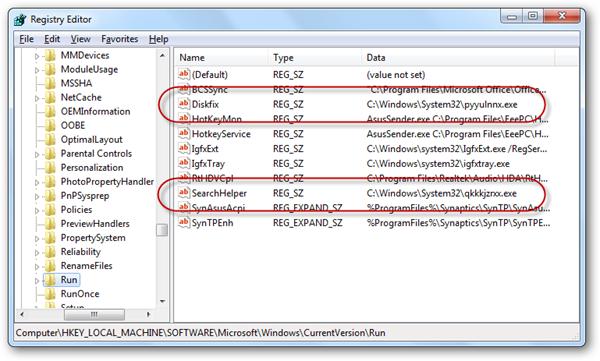 Registry Editor
File Edit View Favorites Help
MMDevices
ModuleUsage
MSSHA
NetCache
OEMInformation
OOBE
OptimalLayout
Parental Controls
Personalization
PhotoPropertyHandler
PnPSysprep
Policies
PreviewHandlers
PropertySystem
Reliability
RenameFiles
Run
RunOnce
Setup
Name Type Data
(Default) REG_SZ (value not set)
BCSSync REG_SZ "C:\Program Files\Microsoft Office\Office...
Diskfix REG_SZ C:\Windows\System32\pyyulnnx.exe
HotKeyMon REG_SZ AsusSender.exe C:\Program Files\EeePC\H...
HotkeyService REG_SZ AsusSender.exe C:\Program Files\EeePC\H...
IgfxExt REG_SZ C:\Windows\system32\IgfxExt.exe /RegSer...
IgfxTray REG_SZ C:\Windows\system32\igfxtray.exe
RtHDVCpl REG_SZ C:\Program Files\Realtek\Audio\HDA\RtH...
SearchHelper REG_SZ C:\Windows\System32\qkkkjznx.exe
SynAsusAcpi REG_EXPAND_SZ %ProgramFiles%\Synaptics\SynTP\SynAsu...
SynTPEnh REG_EXPAND_SZ %ProgramFiles%\Synaptics\SynTP\SynTPE...
Computer\HKEY_LOCAL_MACHINE\SOFTWARE\Microsoft\Windows\CurrentVersion\Run